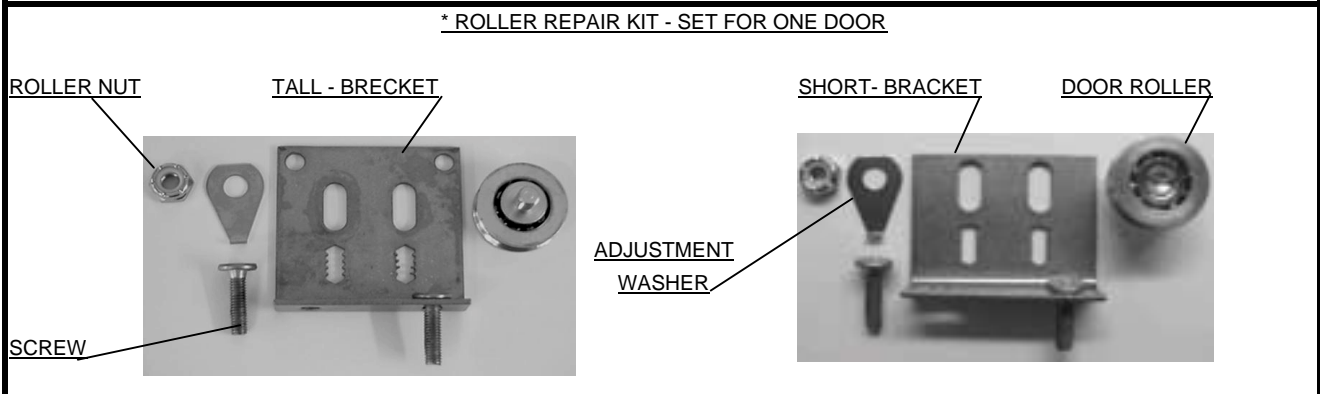 * ROLLER REPAIR KIT - SET FOR ONE DOOR
ROLLER NUT
TALL - BRECKET
SHORT- BRACKET
DOOR ROLLER
ADJUSTMENT
WASHER
SCREW